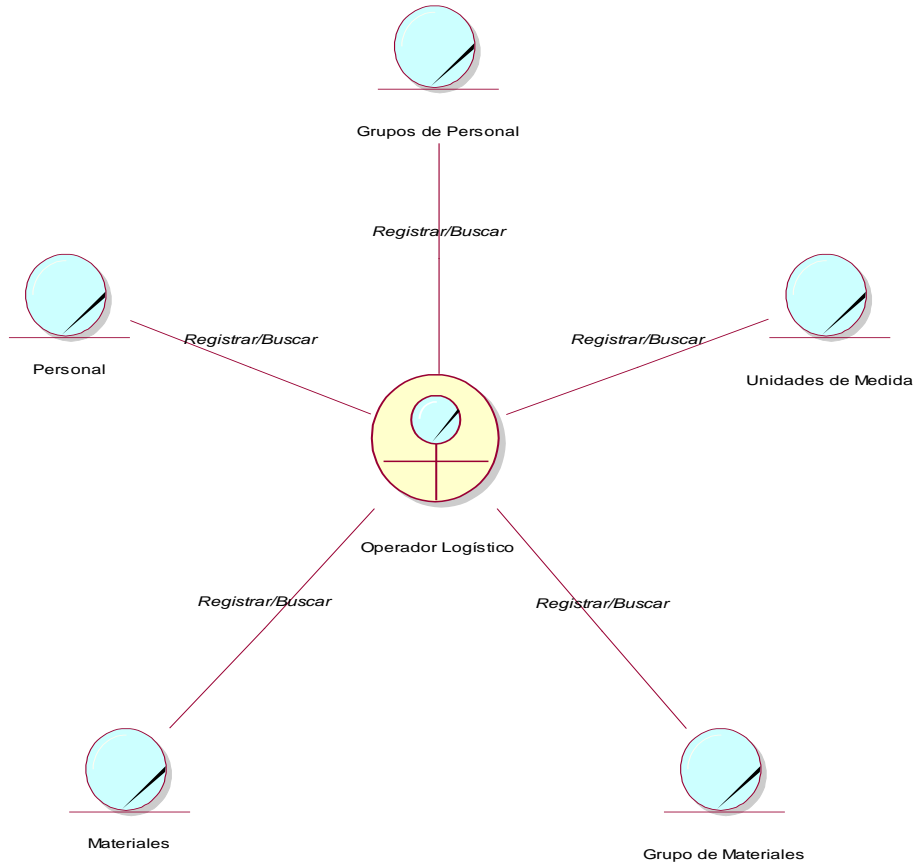 Grupos de Personal
Registrar/Buscar
Registrar/Buscar
Registrar/Buscar
Personal
Unidades de Medida
Operador Logístico
Registrar/Buscar
Registrar/Buscar
Materiales
Grupo de Materiales